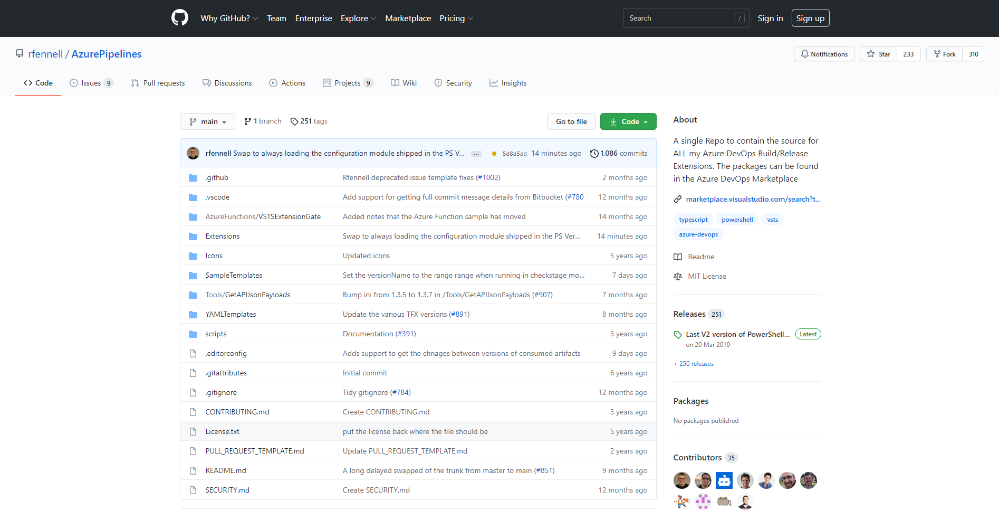 Why GitHub? Team Enterprise Explore Marketplace Pricing Search / Sign in Sign up
rfennell / AzurePipelines Notifications Star 233 Fork 310
Code Issues 9 Pull requests Discussions Actions Projects 9 Wiki Security Insights
main 1 branch 251 tags Go to file Code
rfennell Swap to always loading the configuration module shipped in the PS V... ... 5d8a5ad 14 minutes ago 1,086 commits
.github Rfennell deprecated issue template fixes (#1002) 2 months ago
.vscode Add support for getting full commit message details from Bitbucket (#780 12 months ago
AzureFunctions/VSTSExtensionGate Added notes that the Azure Function sample has moved 14 months ago
Extensions Swap to always loading the configuration module shipped in the PS Ver... 14 minutes ago
Icons Updated icons 5 years ago
SampleTemplates Set the versionName to the range range when running in checkstage mo... 7 days ago
Tools/GetAPIJsonPayloads Bump ini from 1.3.5 to 1.3.7 in /Tools/GetAPIJsonPayloads (#907) 7 months ago
YAMLTemplates Update the various TFX versions (#891) 8 months ago
scripts Documentation (#391) 3 years ago
.editorconfig Adds support to get the chnages between versions of consumed artifacts 9 days ago
.gitattributes Initial commit 6 years ago
.gitignore Tidy gitignore (#784) 12 months ago
CONTRIBUTING.md Create CONTRIBUTING.md 3 years ago
License.txt put the license back where the file should be 5 years ago
PULL_REQUEST_TEMPLATE.md Update PULL_REQUEST_TEMPLATE.md 2 years ago
README.md A long delayed swapped of the trunk from master to main (#851) 9 months ago
SECURITY.md Create SECURITY.md 12 months ago
About
A single Repo to contain the source for
ALL my Azure DevOps Build/Release
Extensions. The packages can be found
in the Azure DevOps Marketplace
marketplace.visualstudio.com/search?t...
typescript powershell vsts
azure-devops
Readme
MIT License
Releases 251
Last V2 version of PowerShell... Latest
on 20 Mar 2019
+ 250 releases
Packages
No packages published
Contributors 35